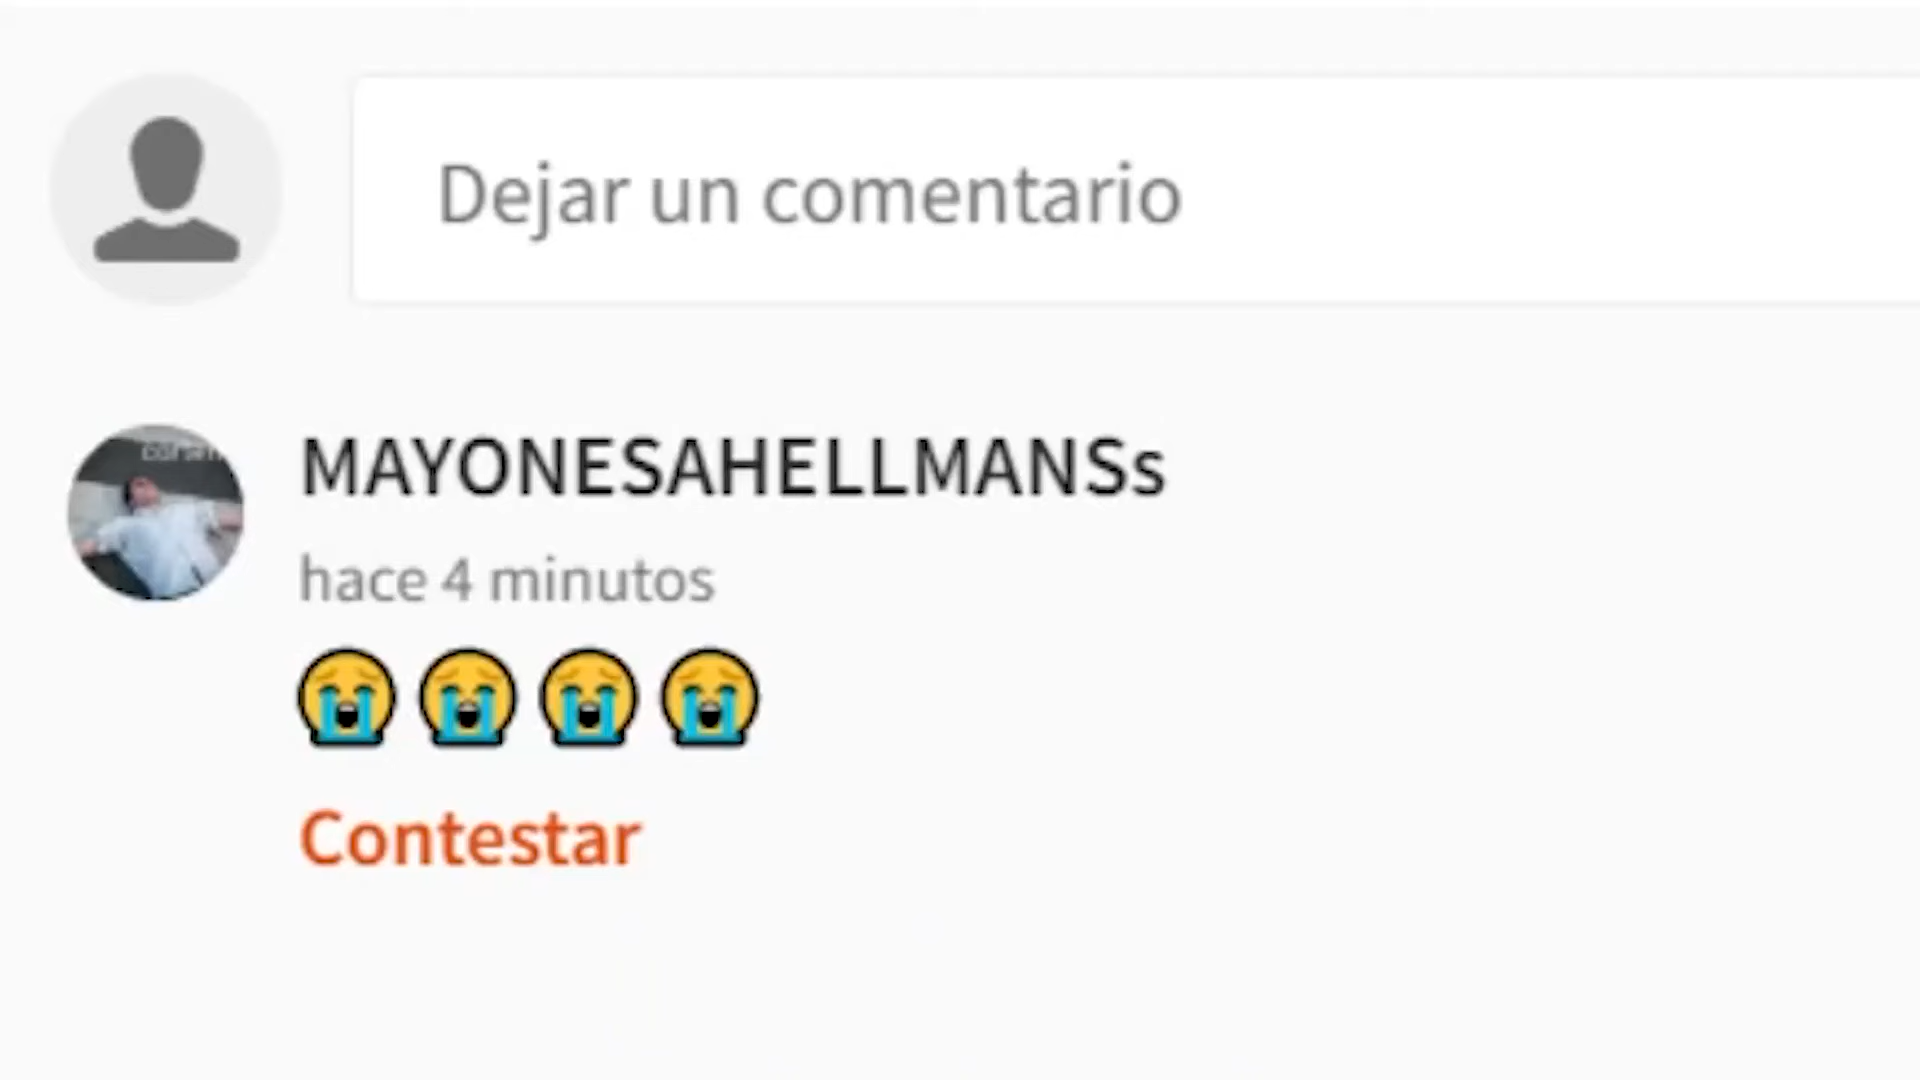 Dejar un comentario
MAYONESAHELLMANSs
hace 4 minutos
😭😭😭😭
Contestar